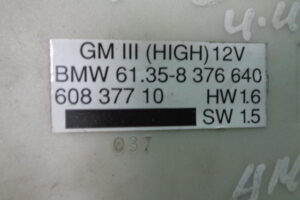 GM III (HIGH) 12V
BMW 61.35-8 376 640
608 377 10 HW 1.6
SW 1.5
037